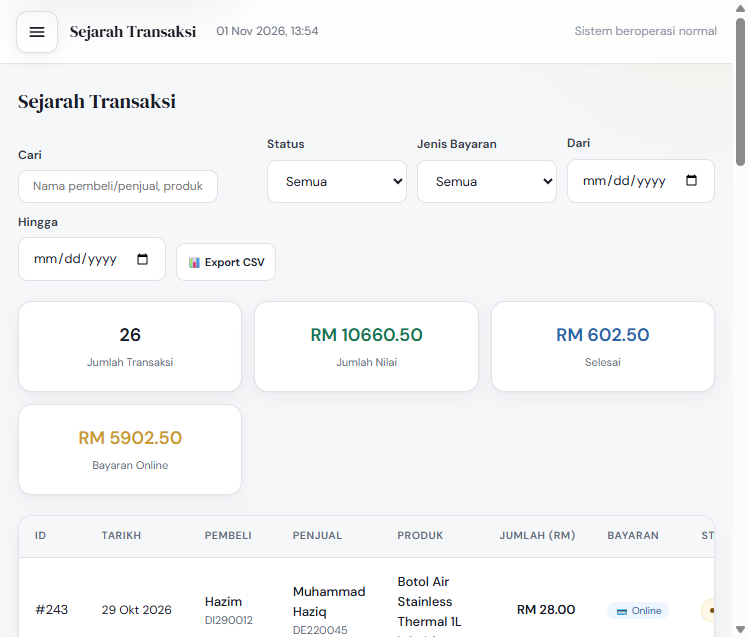 Sejarah Transaksi 01 Nov 2026, 13:54 Sistem beroperasi normal
Sejarah Transaksi
Cari
Nama pembeli/penjual, produk
Status
Semua
Jenis Bayaran
Semua
Dari
mm/dd/yyyy
Hingga
mm/dd/yyyy
Export CSV
26
Jumlah Transaksi
RM 10660.50
Jumlah Nilai
RM 602.50
Selesai
RM 5902.50
Bayaran Online
ID TARIKH PEMBELI PENJUAL PRODUK JUMLAH (RM) BAYARAN ST
#243
29 Okt 2026
Hazim
DI290012
Muhammad
Haziq
DE220045
Botol Air
Stainless
Thermal 1L
RM 28.00
Online